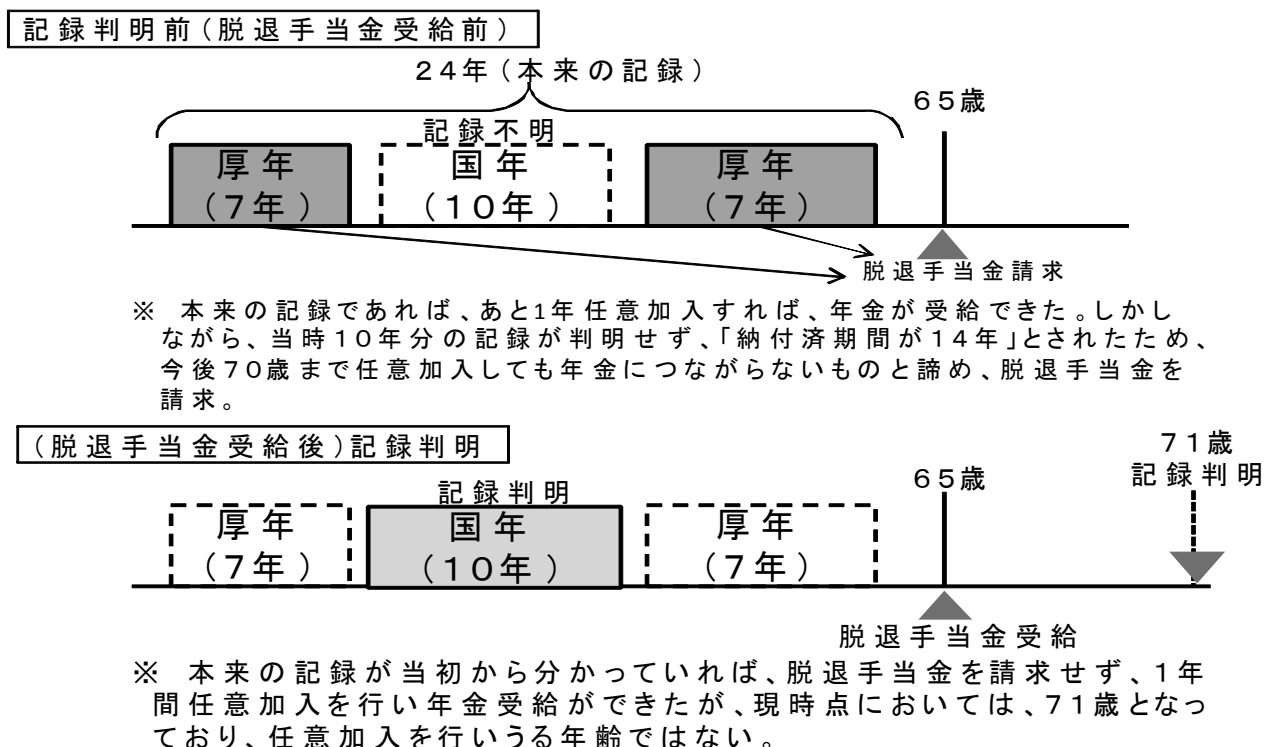 記録判明前(脱退手当金受給前)
24年(本来の記録)
65歳
記録不明
厚年 国年 厚年
(7年) (10年) (7年)
脱退手当金請求
※ 本来の記録であれば、あと1年任意加入すれば、年金が受給できた。しかし
ながら、当時10年分の記録が判明せず、「納付済期間が14年」とされたため、
今後70歳まで任意加入しても年金につながらないものと諦め、脱退手当金を
請求。
(脱退手当金受給後)記録判明
71歳
記録判明
65歳
記録判明
厚年 国年 厚年
(7年) (10年) (7年)
脱退手当金受給
※ 本来の記録が当初から分かっていれば、脱退手当金を請求せず、1年
間任意加入を行い年金受給ができたが、現時点においては、71歳となっ
ており、任意加入を行いうる年齢ではない。